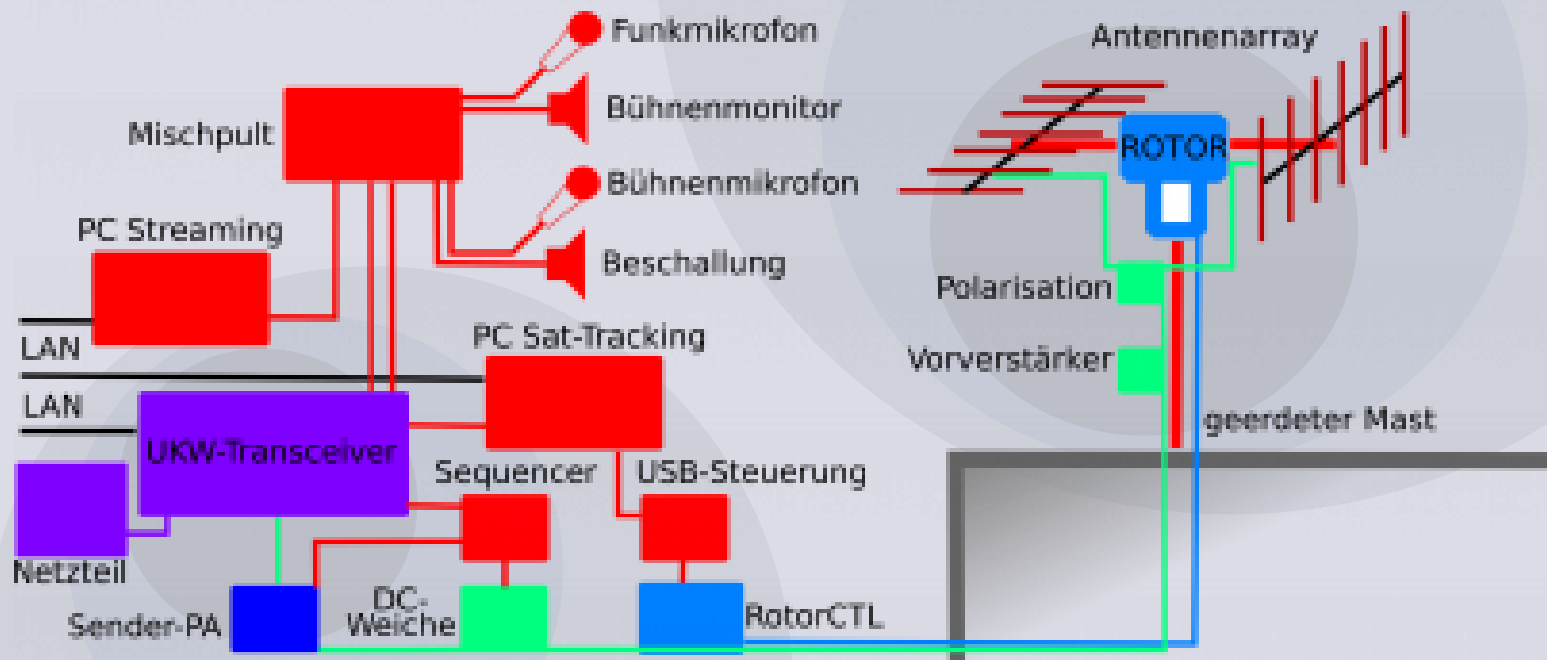 Funkmikrofon
Antennenarray
Bühnenmonitor
Mischpult
ROTOR
Bühnenmikrofon
PC Streaming
Beschallung
Polarisation
LAN
PC Sat-Tracking
Vorverstärker
LAN
geerdeter Mast
UKW-Transceiver
Sequencer
USB-Steuerung
Netzteil
Sender-PA
DC-
Weiche
RotorCTL